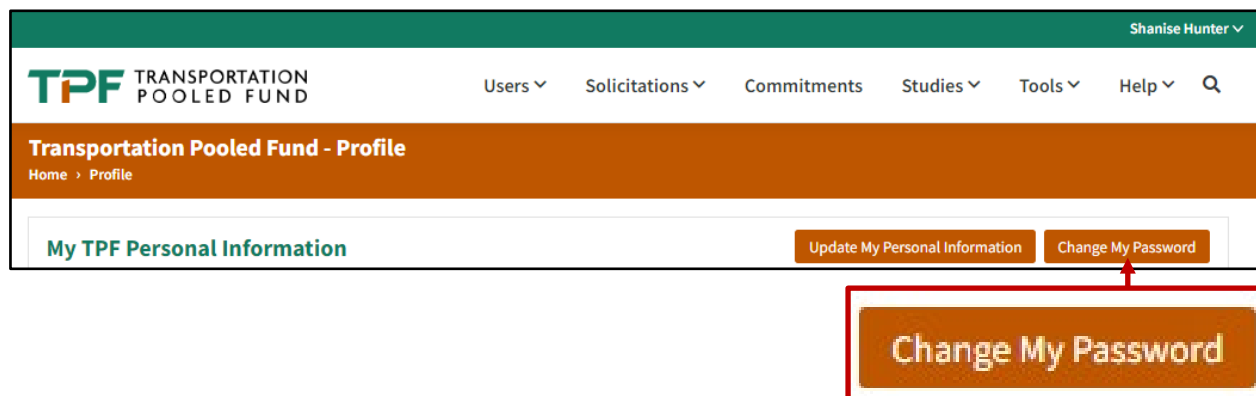 Shanise Hunter
TPF TRANSPORTATION
POOLED FUND
Users Solicitations Commitments Studies Tools Help
Transportation Pooled Fund - Profile
Home › Profile
My TPF Personal Information Update My Personal Information Change My Password
Change My Password